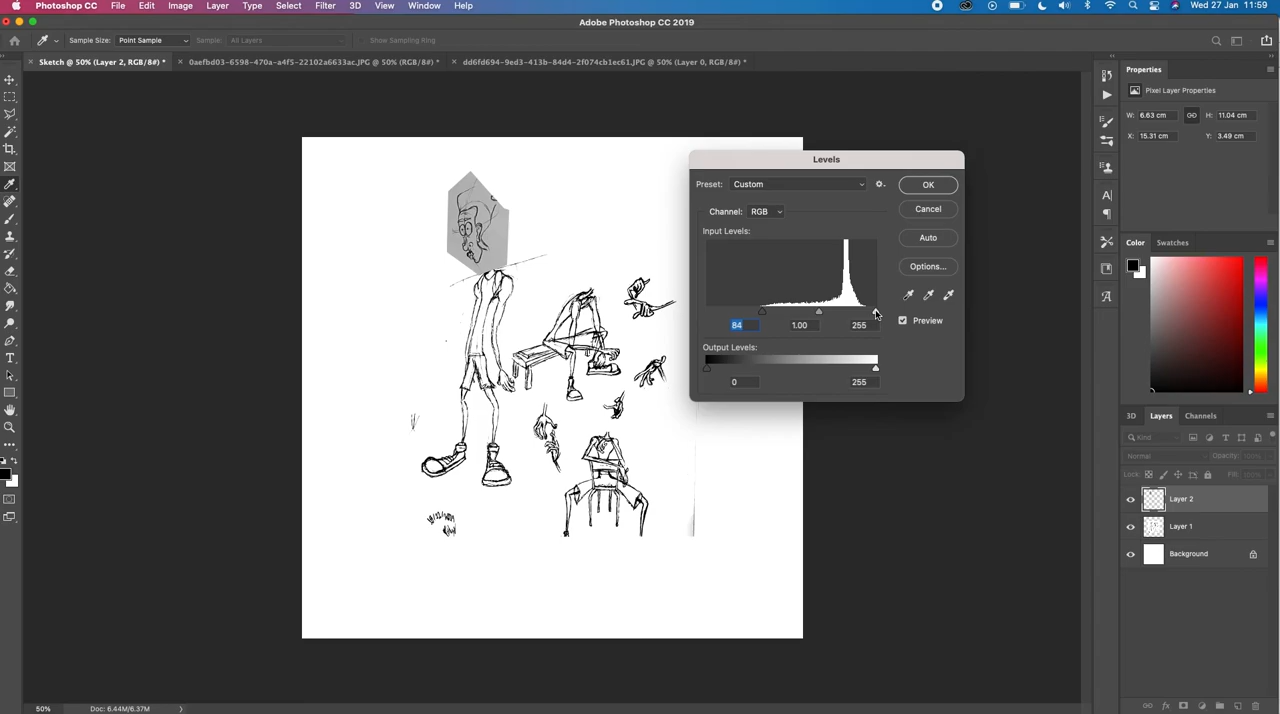 Photoshop CC File Edit Image Layer Type Select Filter 3D View Window Help Wed 27 Jan 11:59
Adobe Photoshop CC 2019
Sample Size: Point Sample Sample: All Layers Show Sampling Ring
Sketch @ 50% (Layer 2, RGB/8#) * 0aefbd03-6598-470a-a4f5-22102a6633ac.JPG @ 50% (RGB/8#) * dd6fd694-9ed3-413b-84d4-2f074cb1ec61.JPG @ 50% (Layer 0, RGB/8#) *
Properties
Pixel Layer Properties
W: 6.63 cm H: 11.04 cm
X: 15.31 cm Y: 3.49 cm
Levels
Preset: Custom OK
Channel: RGB Cancel
Input Levels:
Auto
Options...
84 1.00 255 Preview
Output Levels:
0 255
Color Swatches
3D Layers Channels
Kind
Normal Opacity: 100%
Lock: Fill: 100%
Layer 2
Layer 1
Background
50% Doc: 6.44M/6.37M